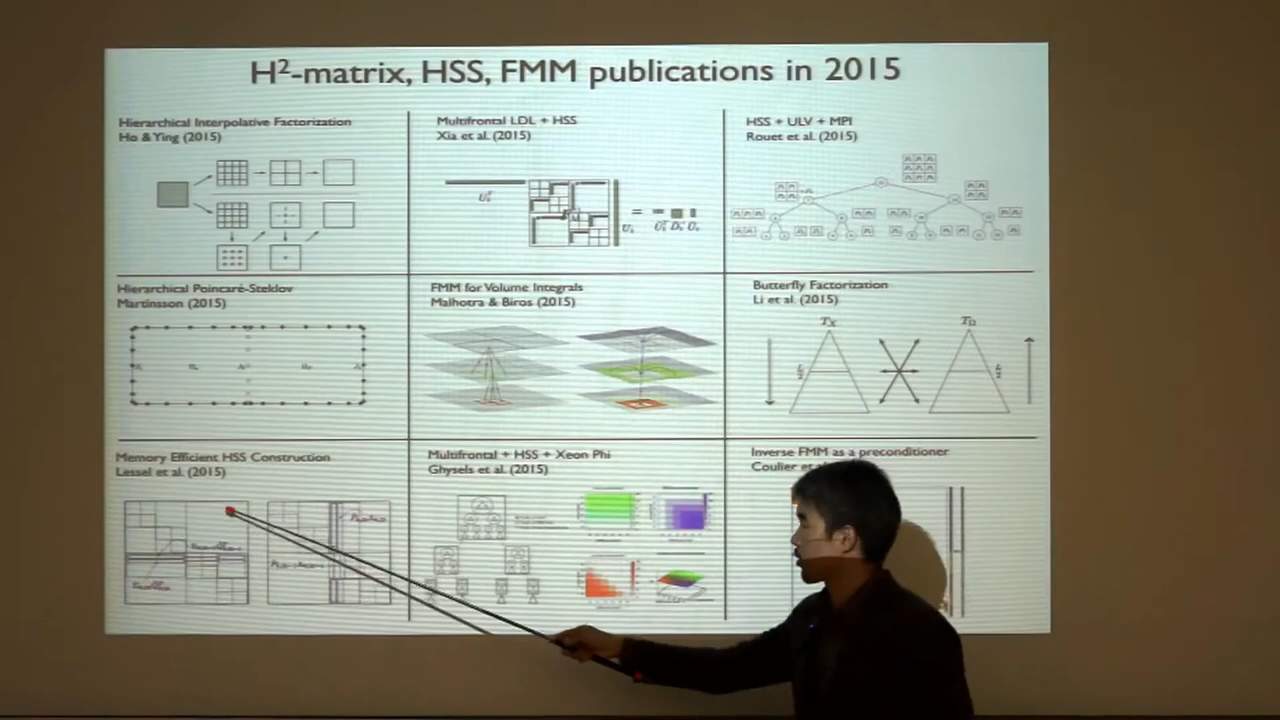 H²-matrix, HSS, FMM publications in 2015
Hierarchical Interpolative Factorization
Ho & Ying (2015)
Multifrontal LDL + HSS
Xia et al. (2015)
HSS + ULV + MPI
Rouet et al. (2015)
Hierarchical Poincaré-Steklov
Martinsson (2015)
FMM for Volume Integrals
Malhotra & Biros (2015)
Butterfly Factorization
Li et al. (2015)
Memory Efficient HSS Construction
Lessel et al. (2015)
Multifrontal + HSS + Xeon Phi
Ghysels et al. (2015)
Inverse FMM as a preconditioner
Coulier et